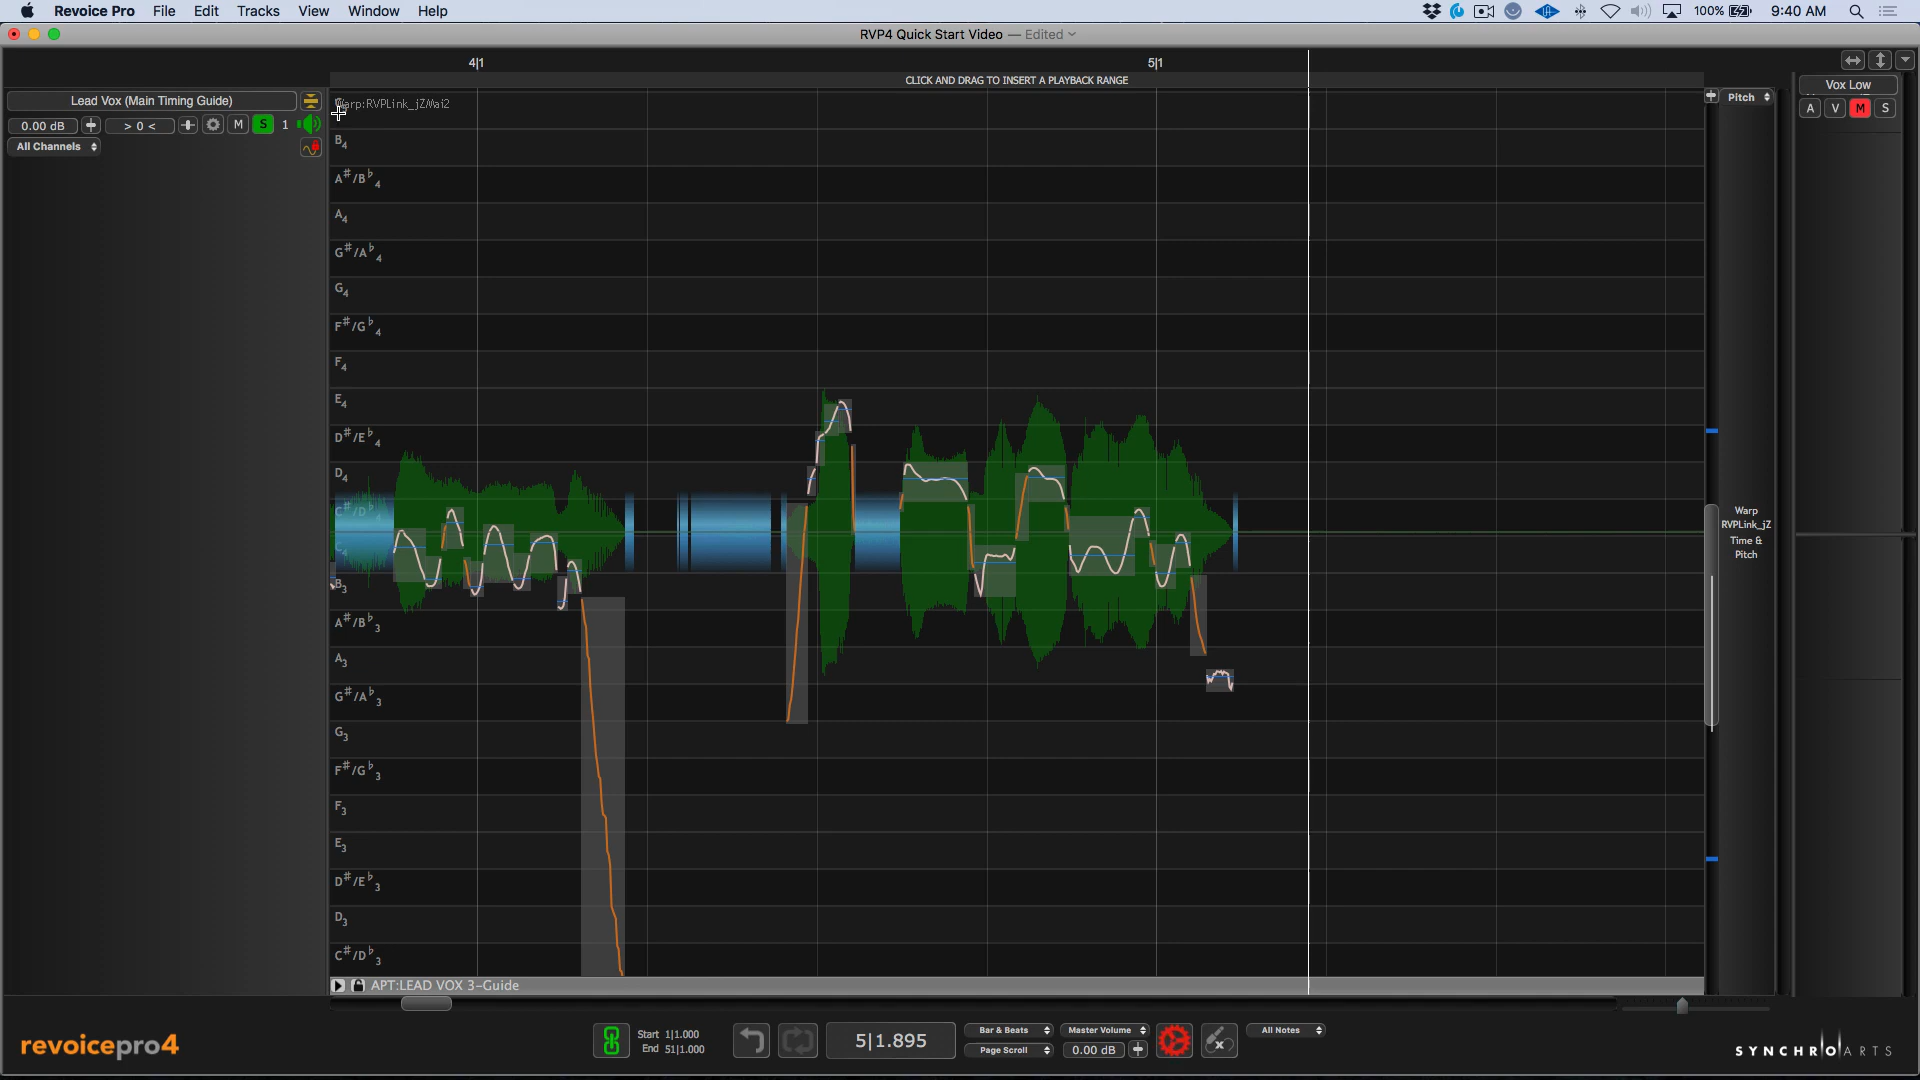 Revoice Pro File Edit Tracks View Window Help
100% 9:40 AM
RVP4 Quick Start Video — Edited
4|1 5|1
CLICK AND DRAG TO INSERT A PLAYBACK RANGE
Lead Vox (Main Timing Guide)
0.00 dB > 0 < M S 1
All Channels
Warp:RVPLink_jZMai2
B4
A#/B♭4
A4
G#/A♭4
G4
F#/G♭4
F4
E4
D#/E♭4
D4
C#/D♭4
C4
B3
A#/B♭3
A3
G#/A♭3
G3
F#/G♭3
F3
E3
D#/E♭3
D3
C#/D♭3
APT:LEAD VOX 3-Guide
Pitch
Warp
RVPLink_jZ
Time &
Pitch
Vox Low
A V M S
revoicepro4
Start 1|1.000
End 51|1.000
5|1.895
Bar & Beats
Page Scroll
Master Volume
0.00 dB
All Notes
SYNCHROARTS